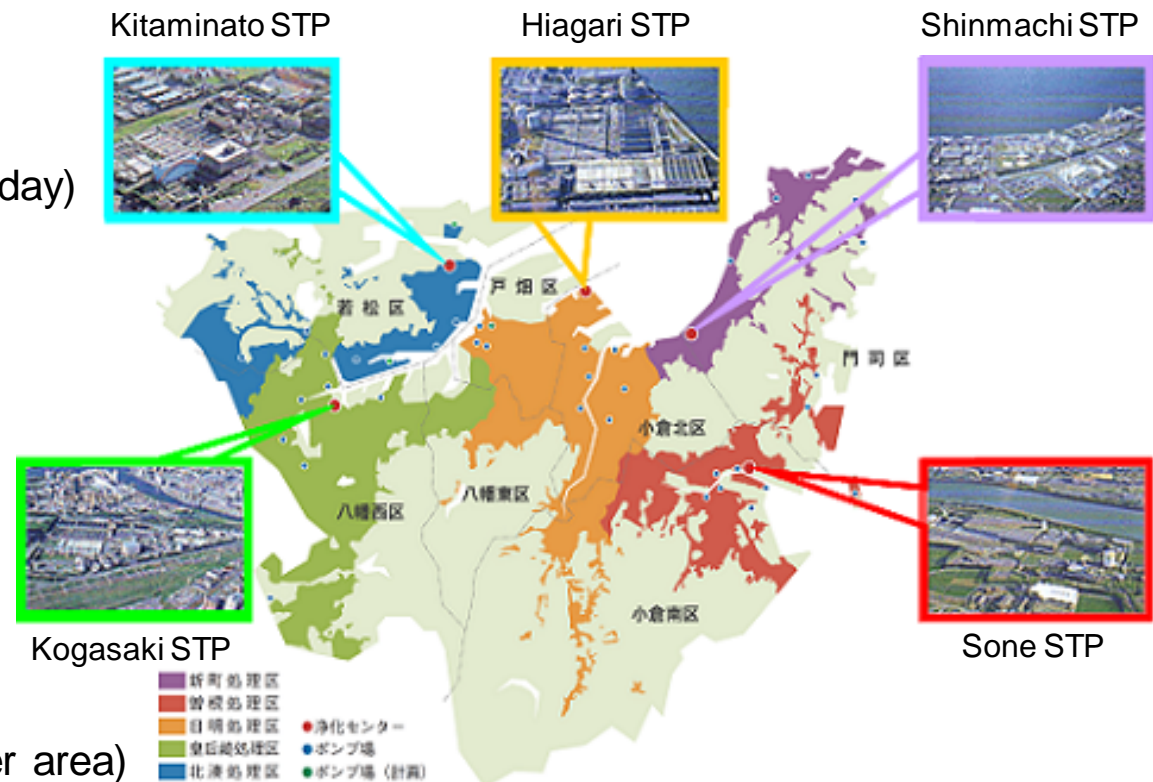 Kitaminato STP
Hiagari STP
Shinmachi STP
day)
戸畑区
若松区
門司区
小倉北区
八幡東区
八幡西区
小倉南区
Kogasaki STP
Sone STP
新町処理区
曽根処理区
日明処理区
皇后崎処理区
北湊処理区
浄化センター
ポンプ場
ポンプ場(計画)
er area)